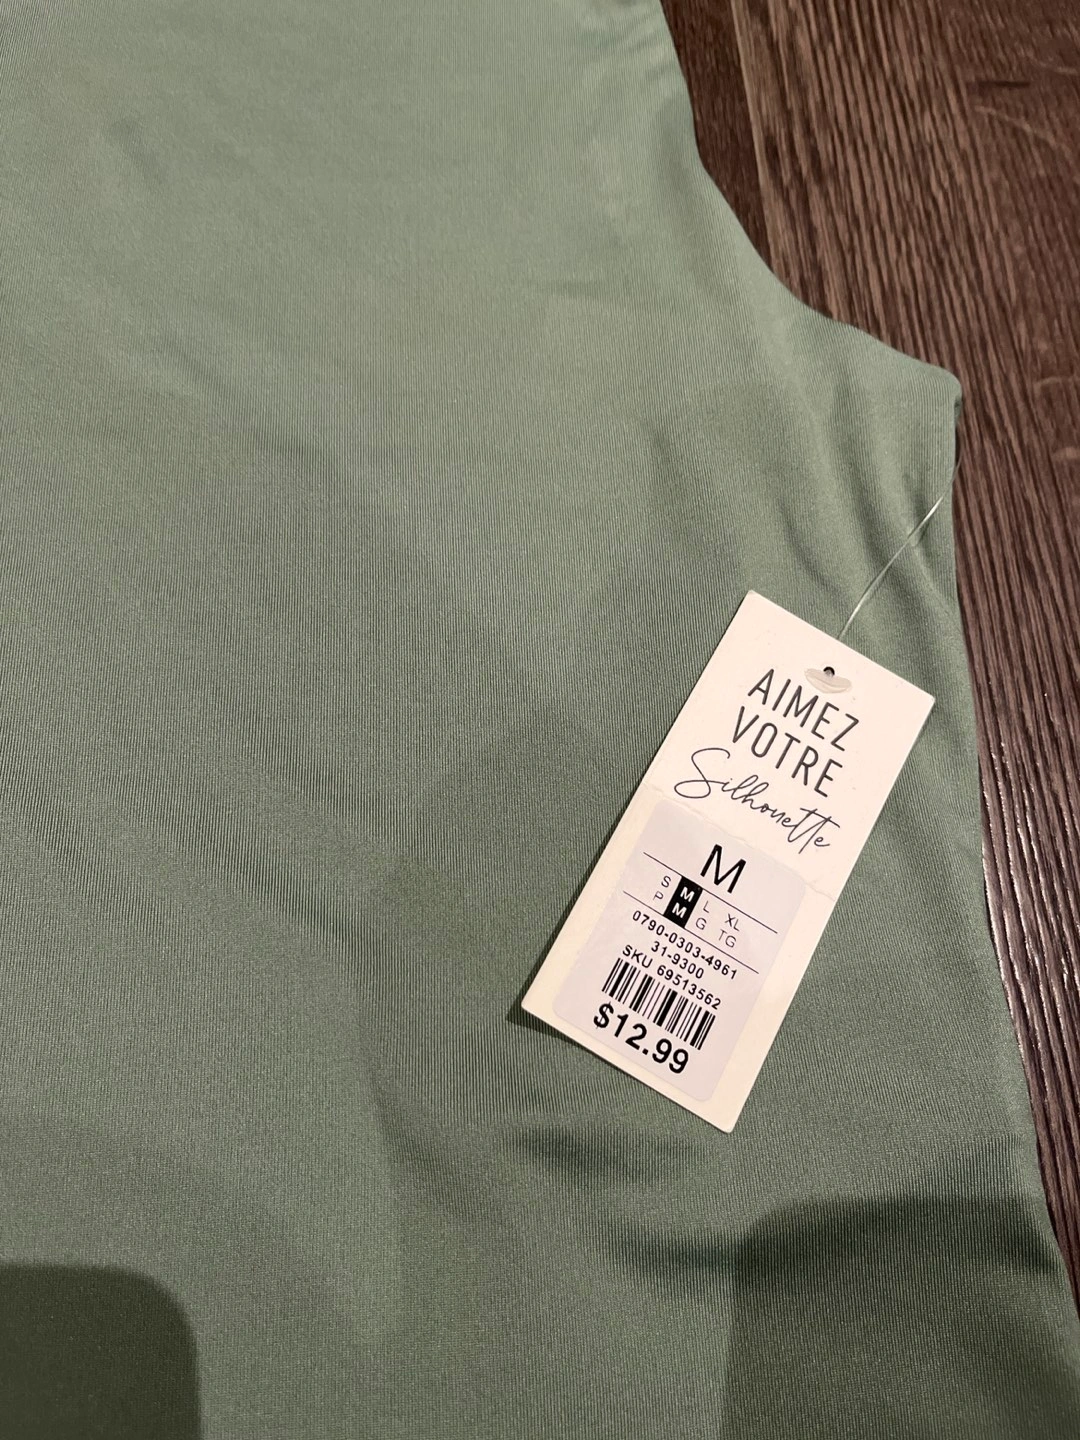 AIMEZ
VOTRE
Silhouette
M
S M L XL
P M G TG
0790-0303-4961
31-9300
SKU 69513562
$12.99